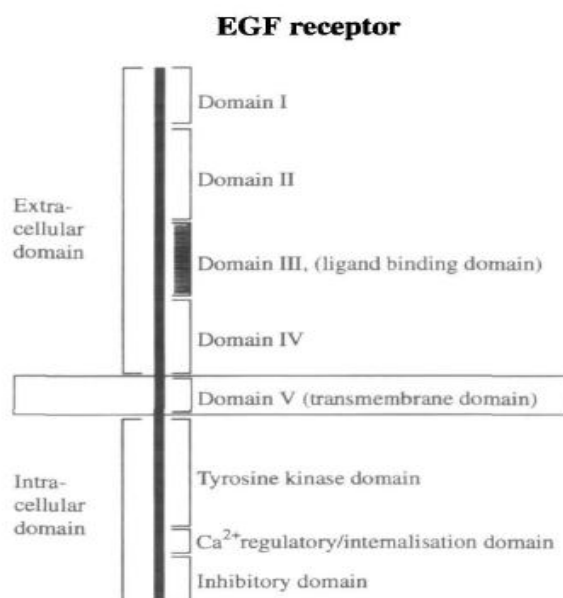 EGF receptor
Domain I
Domain II
Extra-
cellular
domain
Domain III, (ligand binding domain)
Domain IV
Domain V (transmembrane domain)
Tyrosine kinase domain
Intra-
cellular
domain
Ca²⁺regulatory/internalisation domain
Inhibitory domain